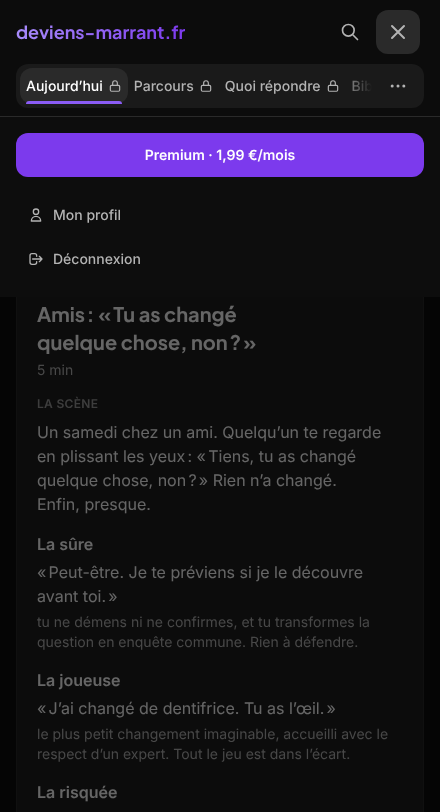 deviens-marrant.fr
Aujourd’hui Parcours Quoi répondre Bib
Premium · 1,99 €/mois
Mon profil
Déconnexion
Amis : « Tu as changé
quelque chose, non ? »
5 min
LA SCÈNE
Un samedi chez un ami. Quelqu’un te regarde
en plissant les yeux : « Tiens, tu as changé
quelque chose, non ? » Rien n’a changé.
Enfin, presque.
La sûre
« Peut-être. Je te préviens si je le découvre
avant toi. »
tu ne démens ni ne confirmes, et tu transformes la
question en enquête commune. Rien à défendre.
La joueuse
« J’ai changé de dentifrice. Tu as l’œil. »
le plus petit changement imaginable, accueilli avec le
respect d’un expert. Tout le jeu est dans l’écart.
La risquée